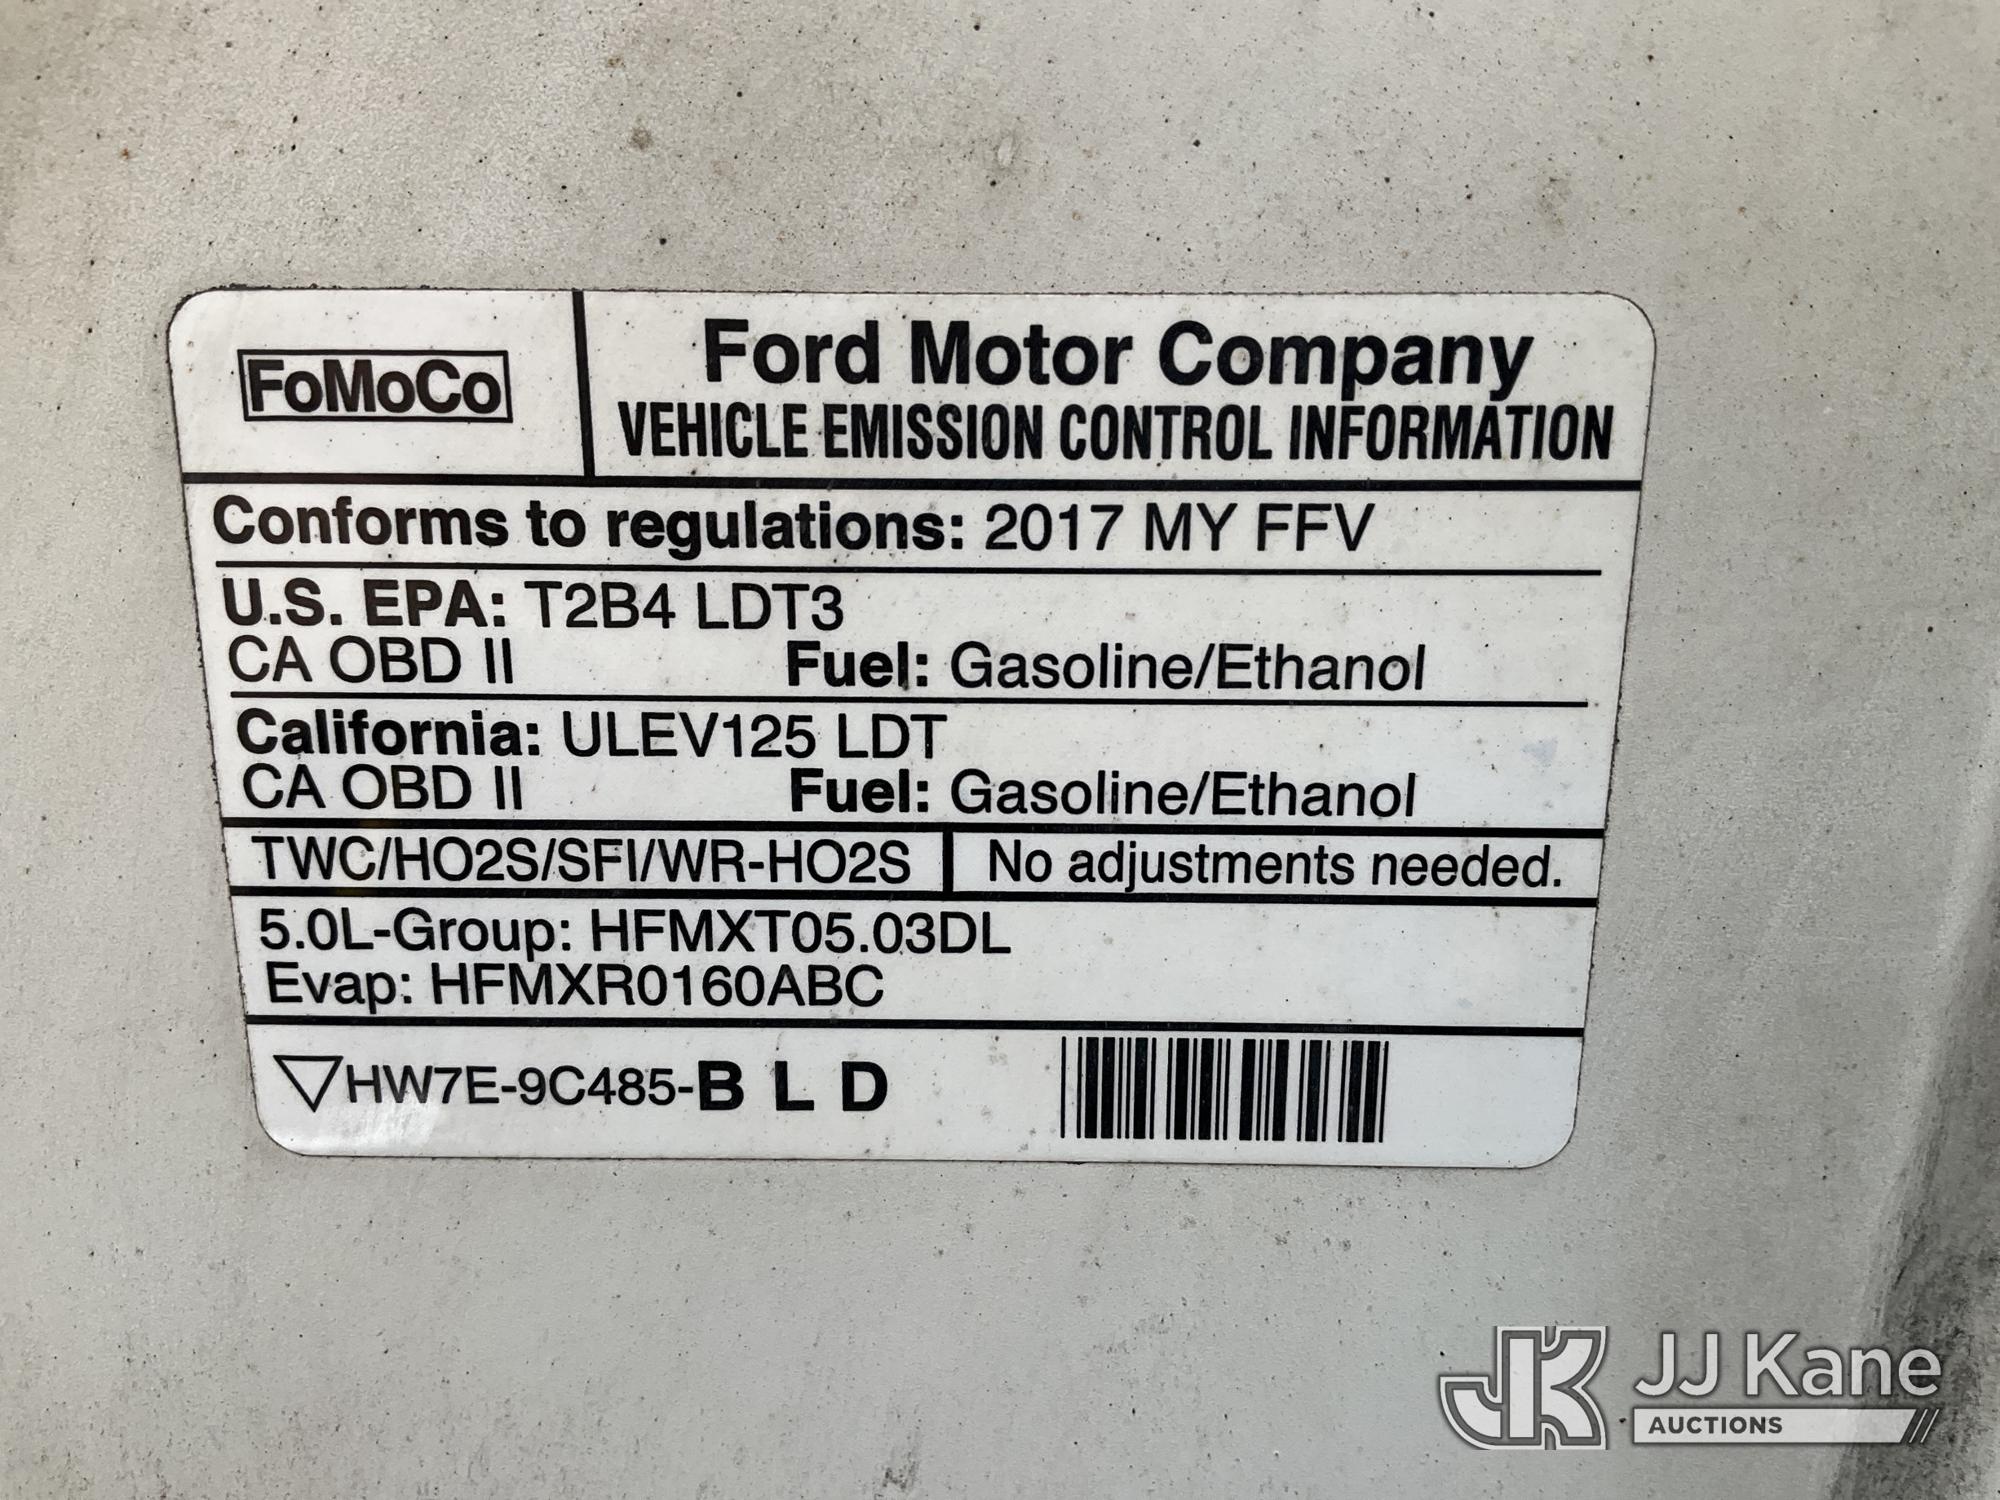 FoMoCo
Ford Motor Company
VEHICLE EMISSION CONTROL INFORMATION
Conforms to regulations: 2017 MY FFV
U.S. EPA: T2B4 LDT3
CA OBD II Fuel: Gasoline/Ethanol
California: ULEV125 LDT
CA OBD II Fuel: Gasoline/Ethanol
TWC/HO2S/SFI/WR-HO2S No adjustments needed.
5.0L-Group: HFMXT05.03DL
Evap: HFMXR0160ABC
HW7E-9C485-B L D
JK JJ Kane
AUCTIONS